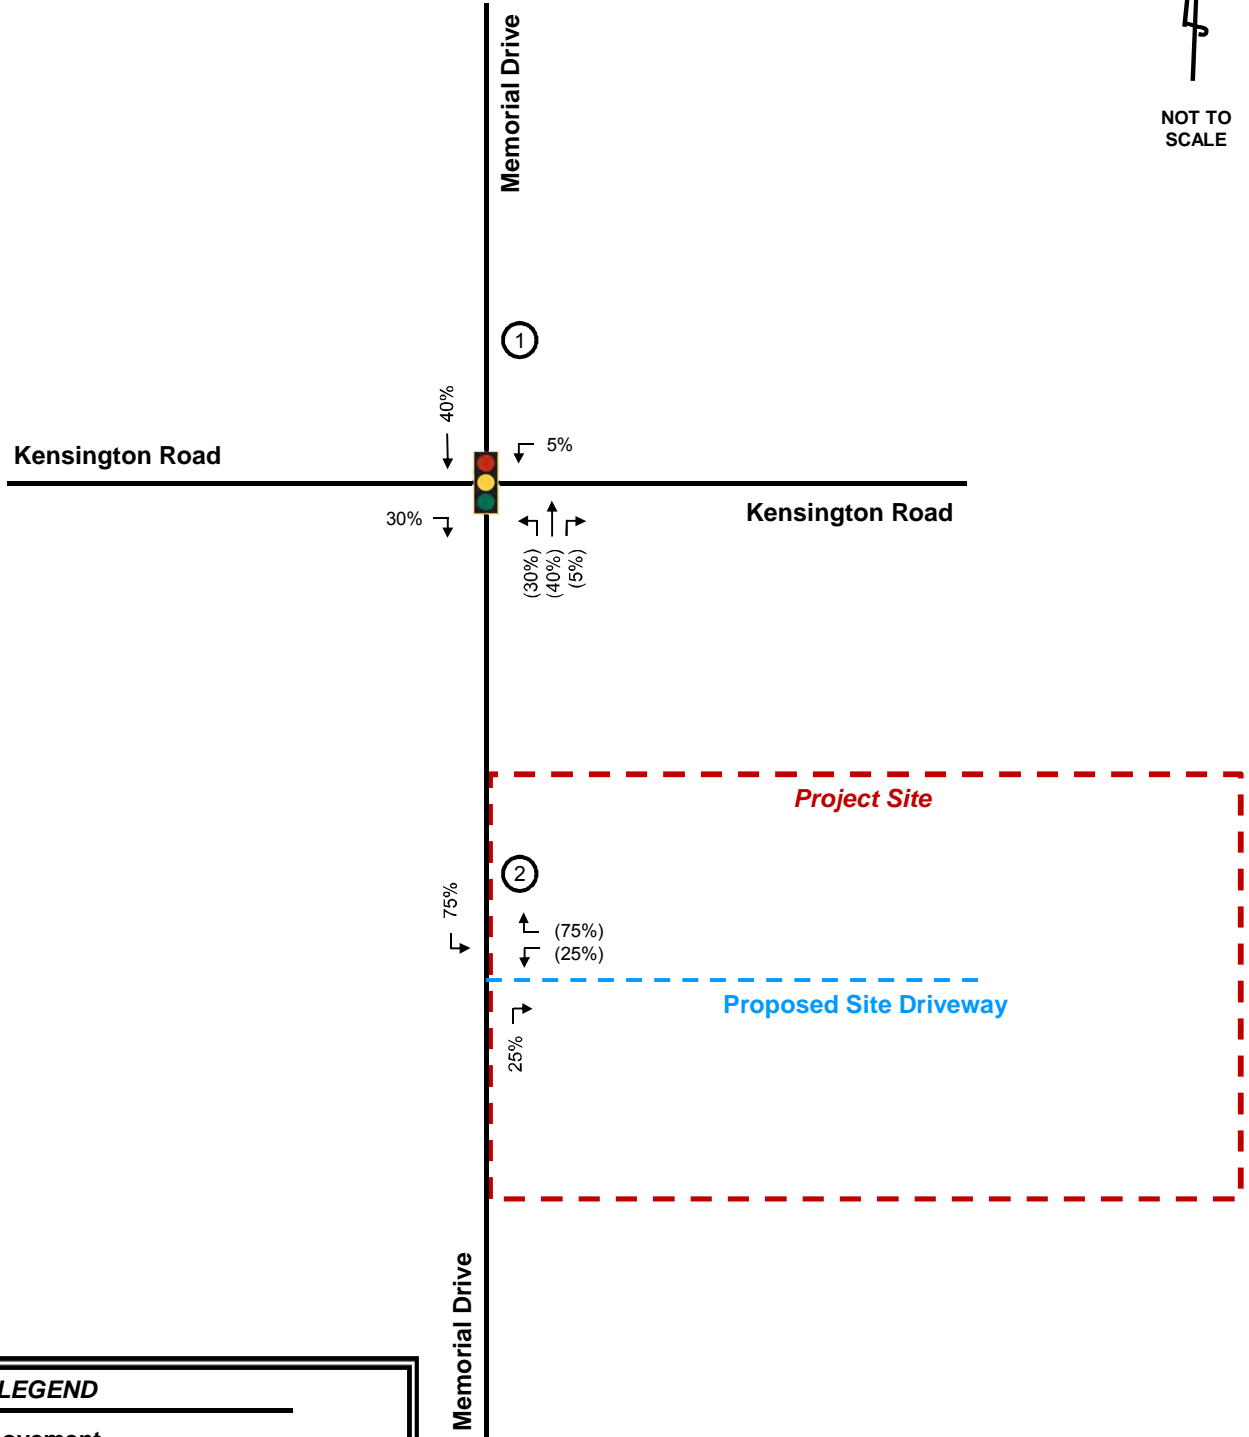 Memorial Drive
NOT TO
SCALE
1
40%
5%
Kensington Road
30%
Kensington Road
(30%)
(40%)
(5%)
Project Site
2
75%
(75%)
(25%)
Proposed Site Driveway
25%
Memorial Drive
LEGEND